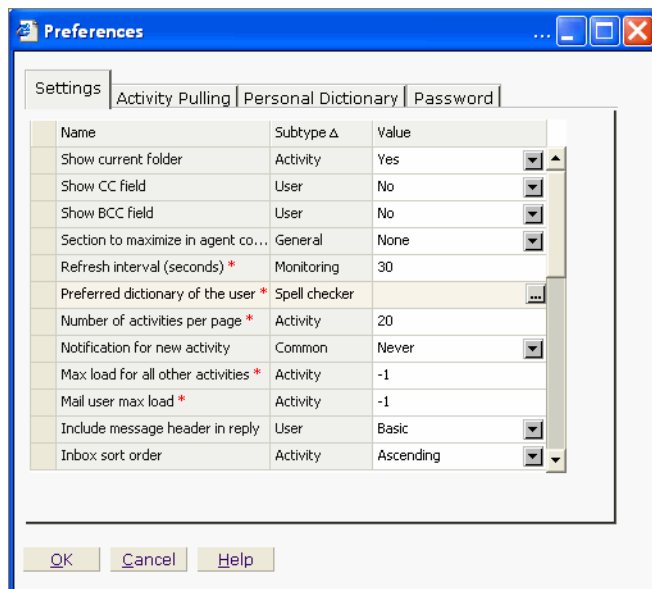 Preferences ...
Settings Activity Pulling Personal Dictionary Password
Name Subtype Δ Value
Show current folder Activity Yes
Show CC field User No
Show BCC field User No
Section to maximize in agent co... General None
Refresh interval (seconds) * Monitoring 30
Preferred dictionary of the user * Spell checker ...
Number of activities per page * Activity 20
Notification for new activity Common Never
Max load for all other activities * Activity -1
Mail user max load * Activity -1
Include message header in reply User Basic
Inbox sort order Activity Ascending
OK Cancel Help